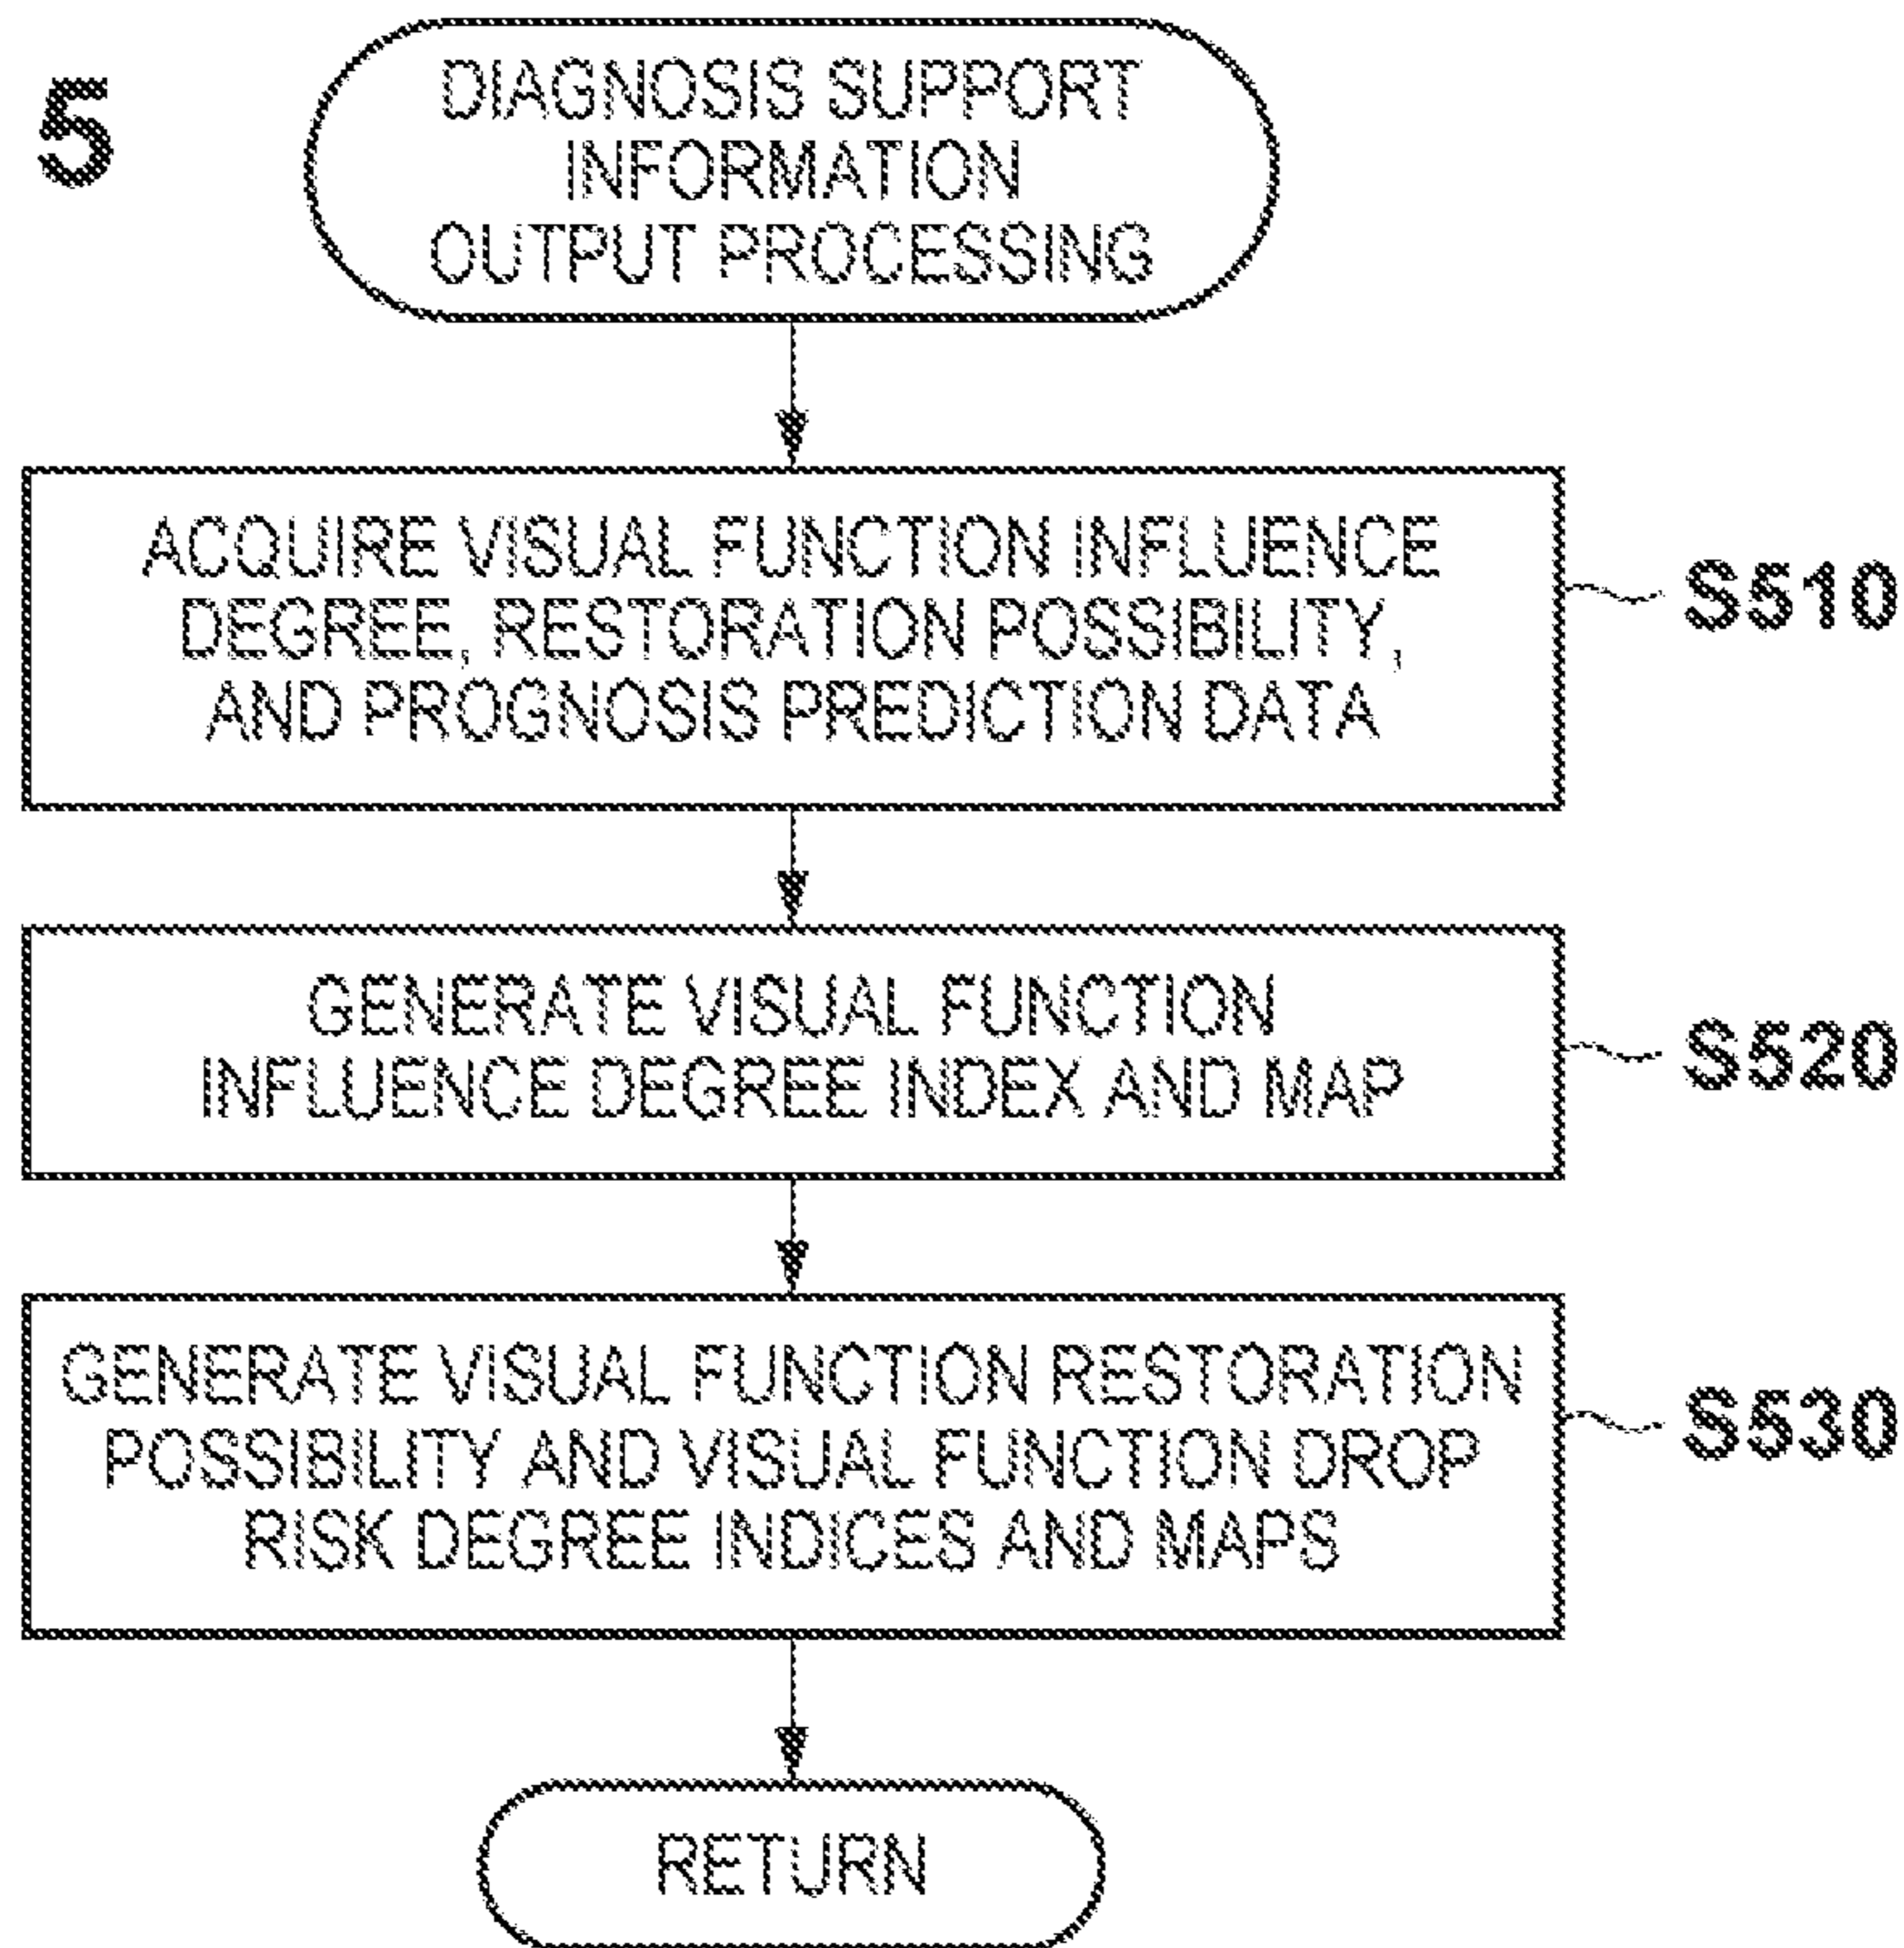 5
DIAGNOSIS SUPPORT
INFORMATION
OUTPUT PROCESSING
ACQUIRE VISUAL FUNCTION INFLUENCE
DEGREE, RESTORATION POSSIBILITY,
AND PROGNOSIS PREDICTION DATA
S510
GENERATE VISUAL FUNCTION
INFLUENCE DEGREE INDEX AND MAP
S520
GENERATE VISUAL FUNCTION RESTORATION
POSSIBILITY AND VISUAL FUNCTION DROP
RISK DEGREE INDICES AND MAPS
S530
RETURN